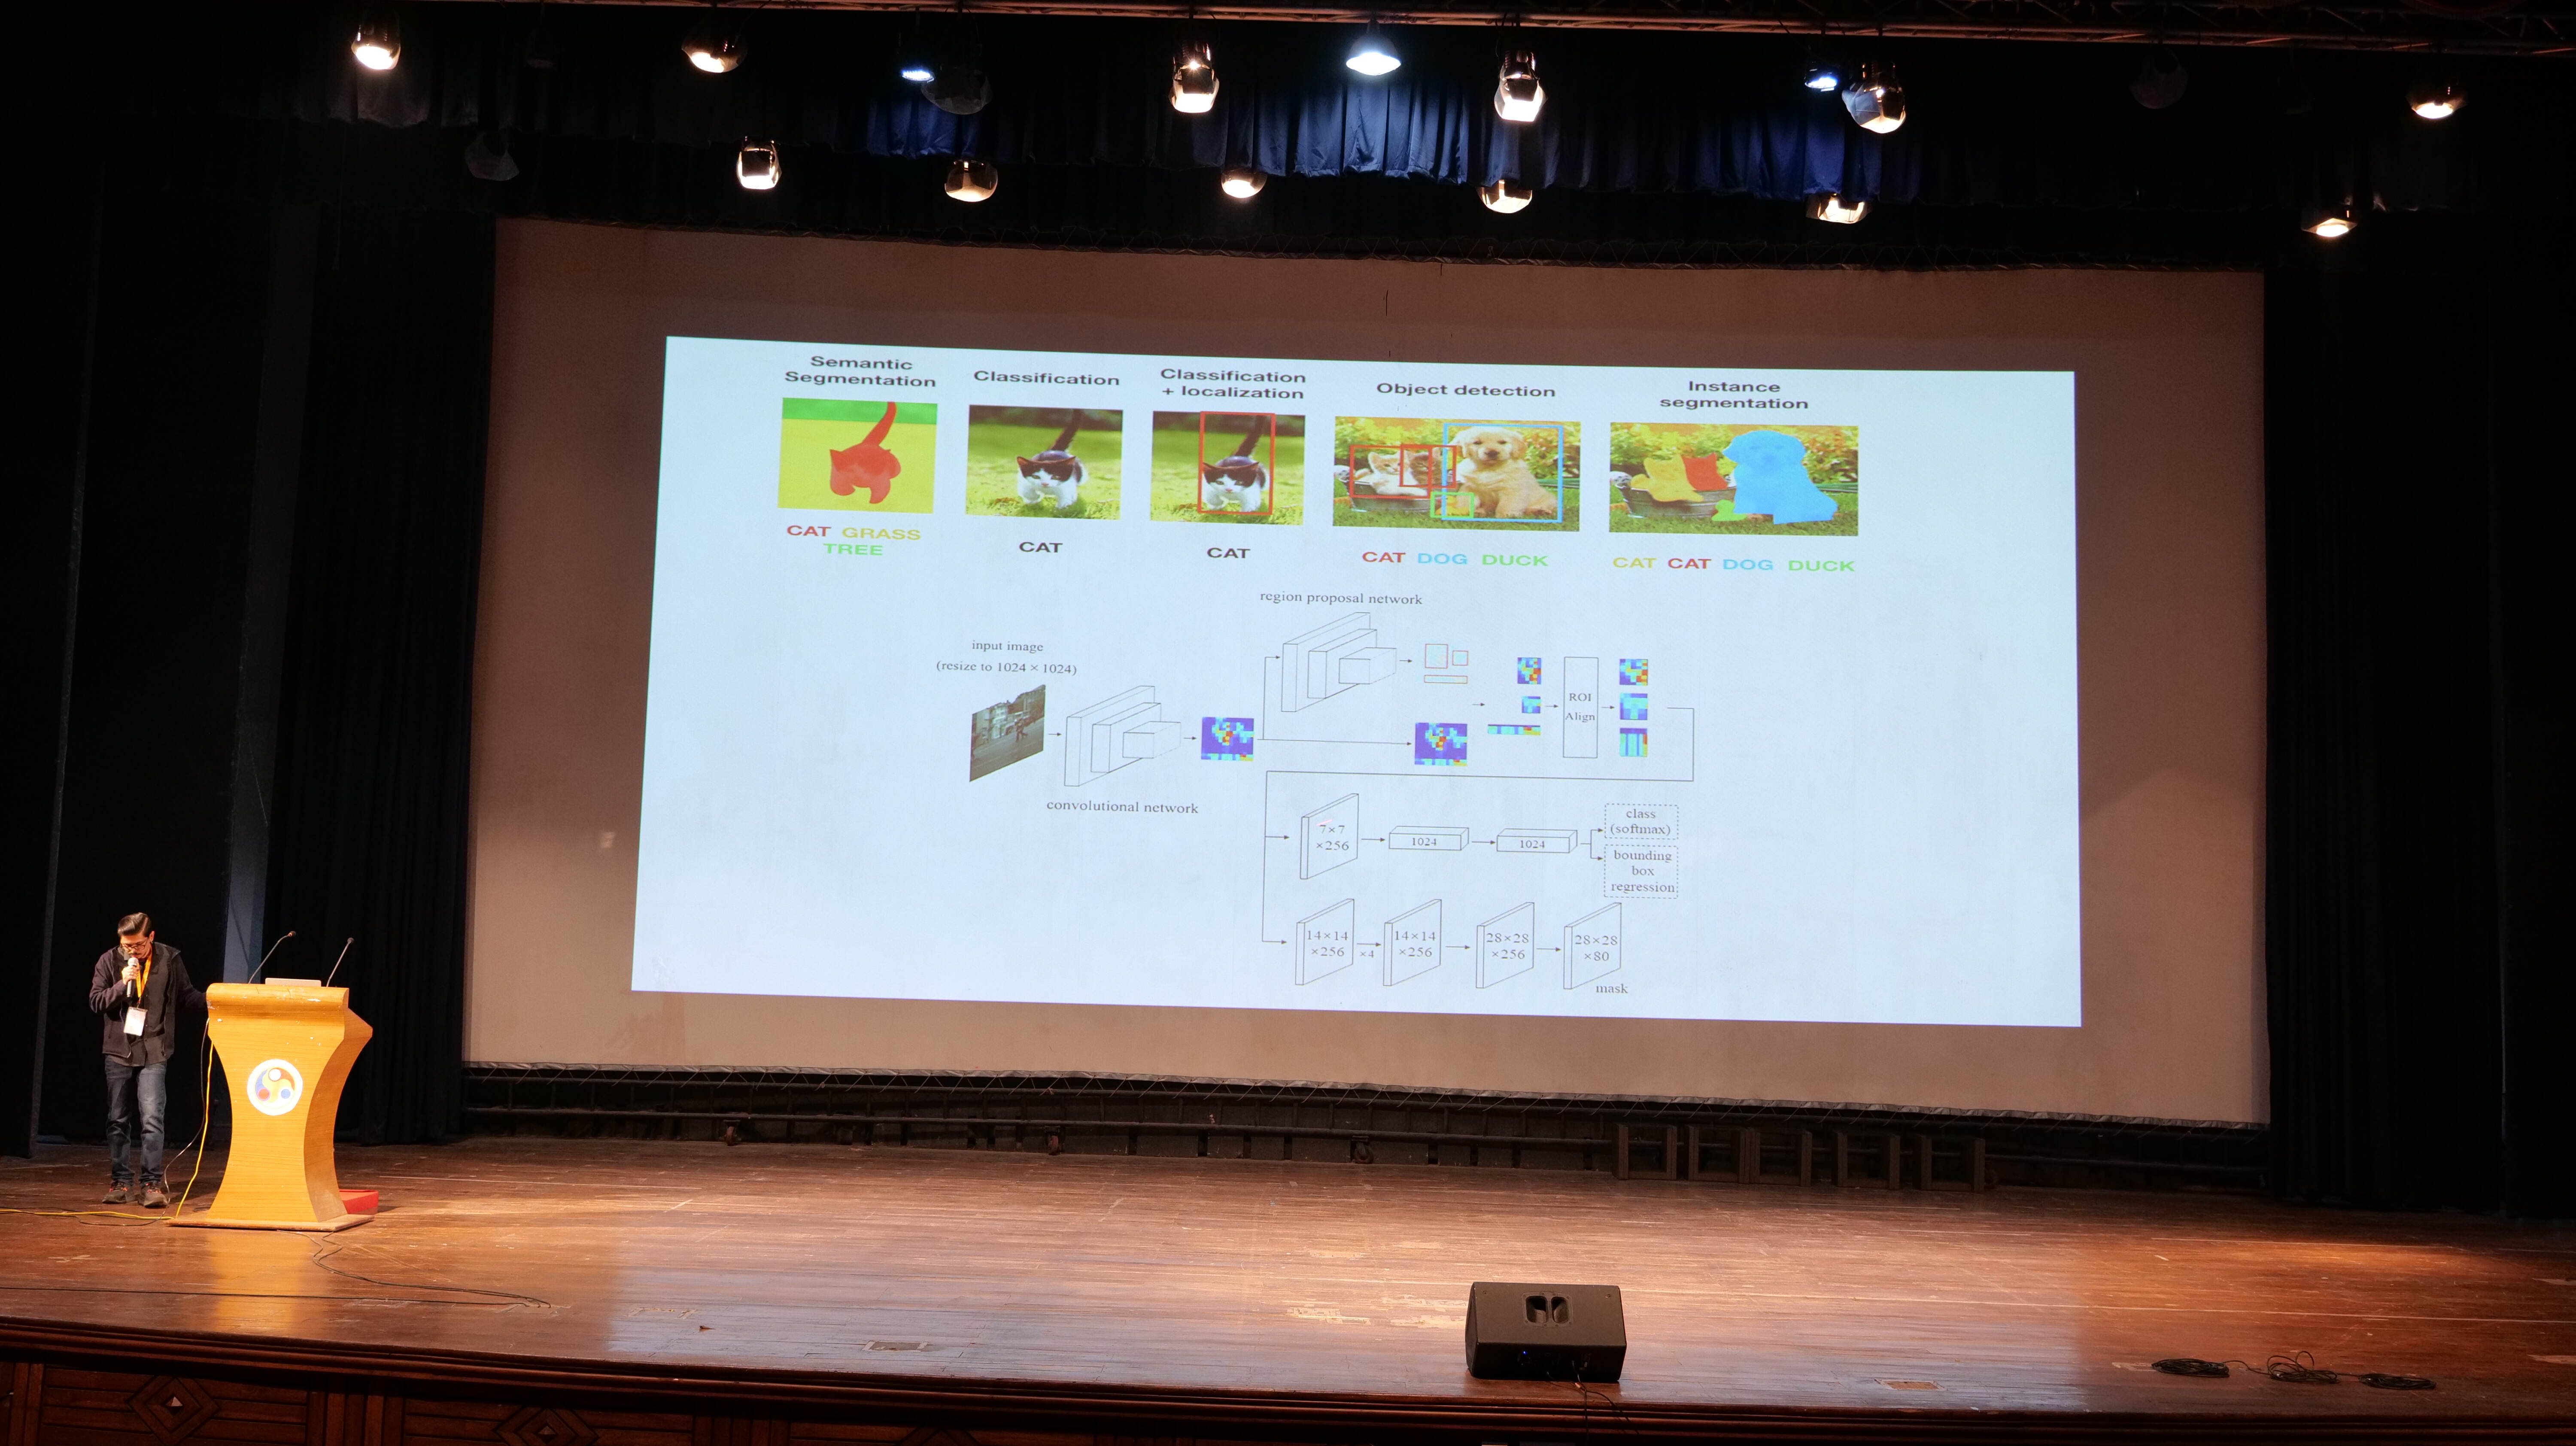 Semantic
Segmentation
Classification
Classification
+ localization
Object detection
Instance
segmentation
CAT GRASS
TREE
CAT
CAT
CAT DOG DUCK
CAT CAT DOG DUCK
region proposal network
input image
(resize to 1024 × 1024)
ROI
Align
convolutional network
7×7
×256
1024
1024
class
(softmax)
bounding
box
regression
14×14
×256
×4
14×14
×256
28×28
×256
28×28
×80
mask